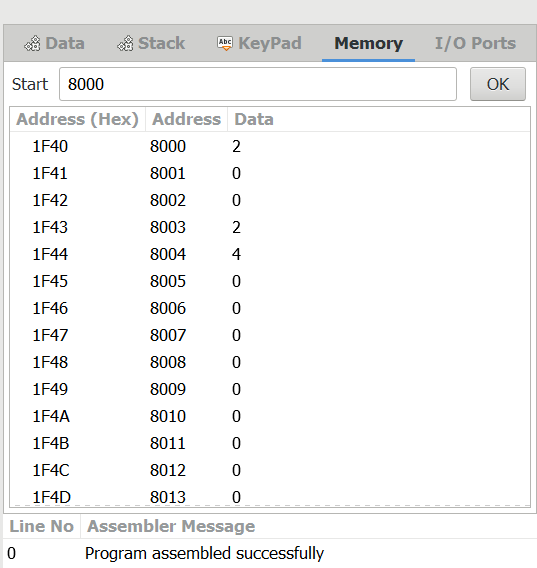 Data Stack Abc KeyPad Memory I/O Ports
Start 8000 OK
Address (Hex) Address Data
1F40 8000 2
1F41 8001 0
1F42 8002 0
1F43 8003 2
1F44 8004 4
1F45 8005 0
1F46 8006 0
1F47 8007 0
1F48 8008 0
1F49 8009 0
1F4A 8010 0
1F4B 8011 0
1F4C 8012 0
1F4D 8013 0
Line No Assembler Message
0 Program assembled successfully